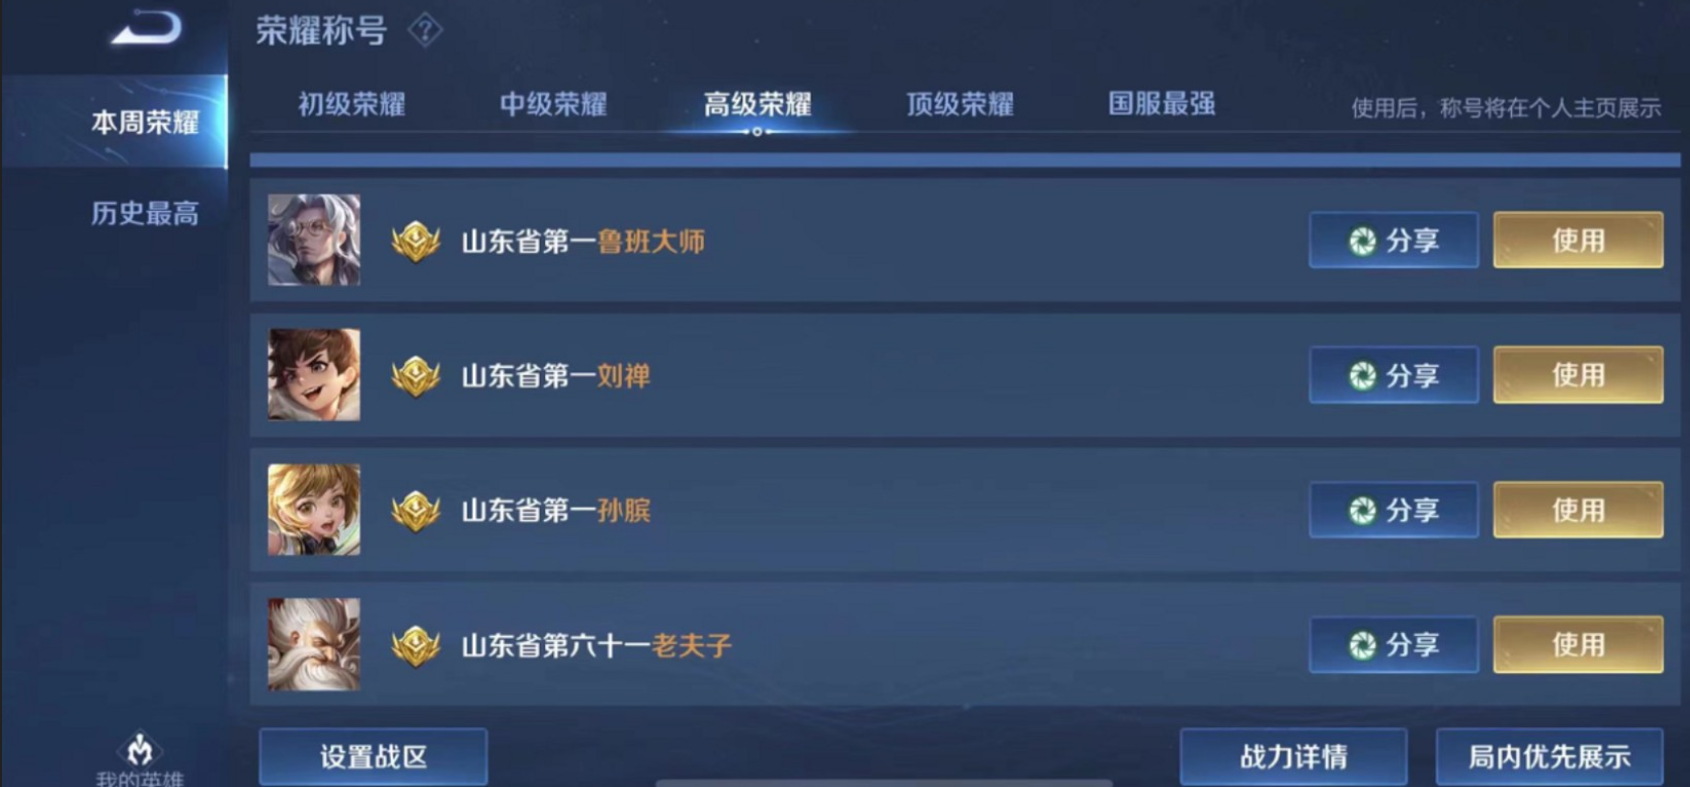 荣耀称号
初级荣耀 中级荣耀 高级荣耀 顶级荣耀 国服最强 使用后，称号将在个人主页展示
本周荣耀
历史最高
山东省第一鲁班大师 分享 使用
山东省第一刘禅 分享 使用
山东省第一孙膑 分享 使用
山东省第六十一老夫子 分享 使用
我的英雄
设置战区 战力详情 局内优先展示